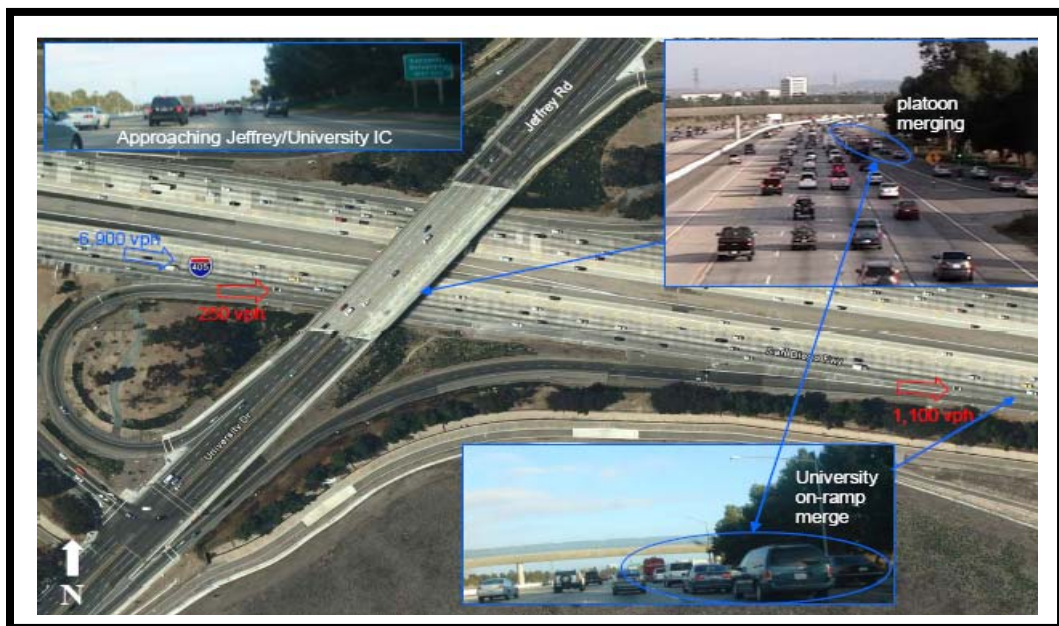 Approaching Jeffrey/University IC
Jeffrey Rd
platoon
merging
6,900 vph
405
250 vph
San Diego Fwy
1,100 vph
University Dr
University
on-ramp
merge
N